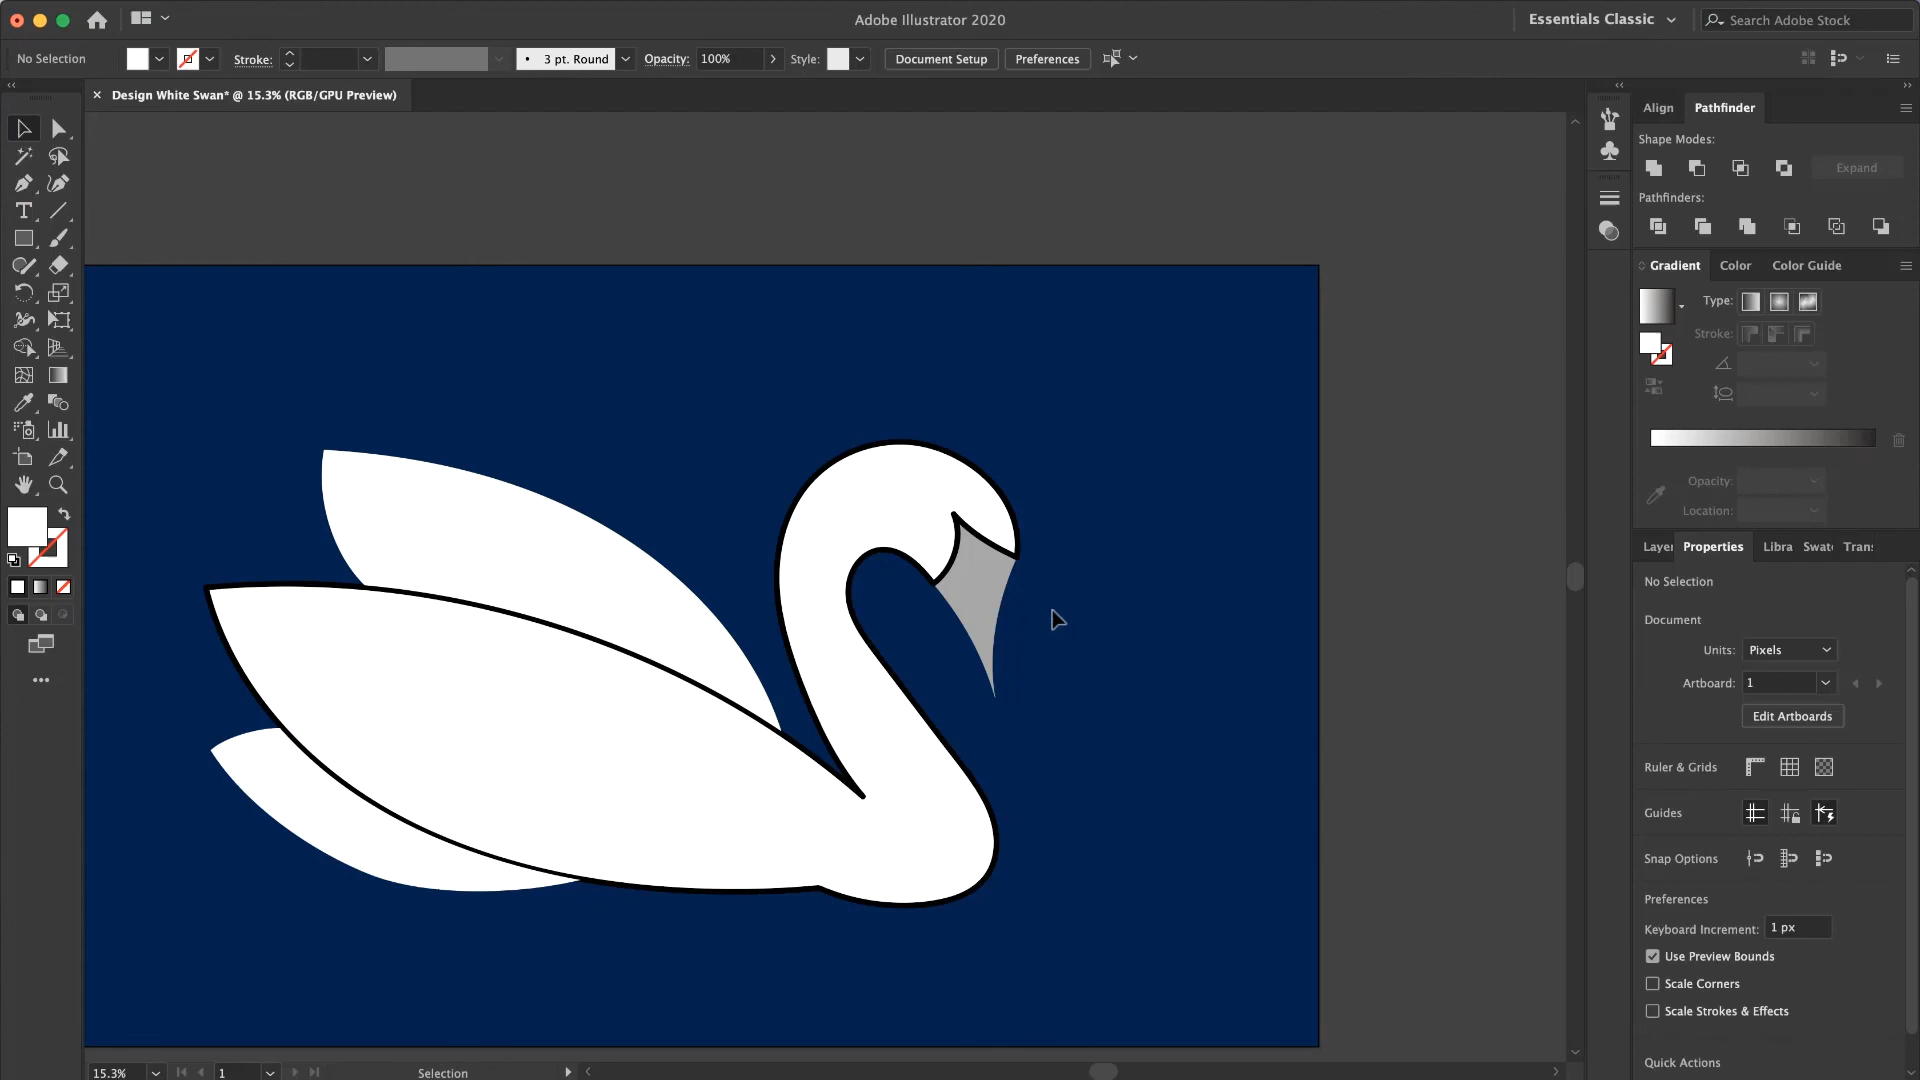 Adobe Illustrator 2020
Essentials Classic
Search Adobe Stock
No Selection
Stroke:
3 pt. Round
Opacity: 100%
Style:
Document Setup
Preferences
Design White Swan* @ 15.3% (RGB/GPU Preview)
Align
Pathfinder
Shape Modes:
Expand
Pathfinders:
Gradient
Color
Color Guide
Type:
Stroke:
Opacity:
Location:
Layer
Properties
Libra
Swatc
Trans
No Selection
Document
Units: Pixels
Artboard: 1
Edit Artboards
Ruler & Grids
Guides
Snap Options
Preferences
Keyboard Increment: 1 px
Use Preview Bounds
Scale Corners
Scale Strokes & Effects
Quick Actions
15.3%
1
Selection